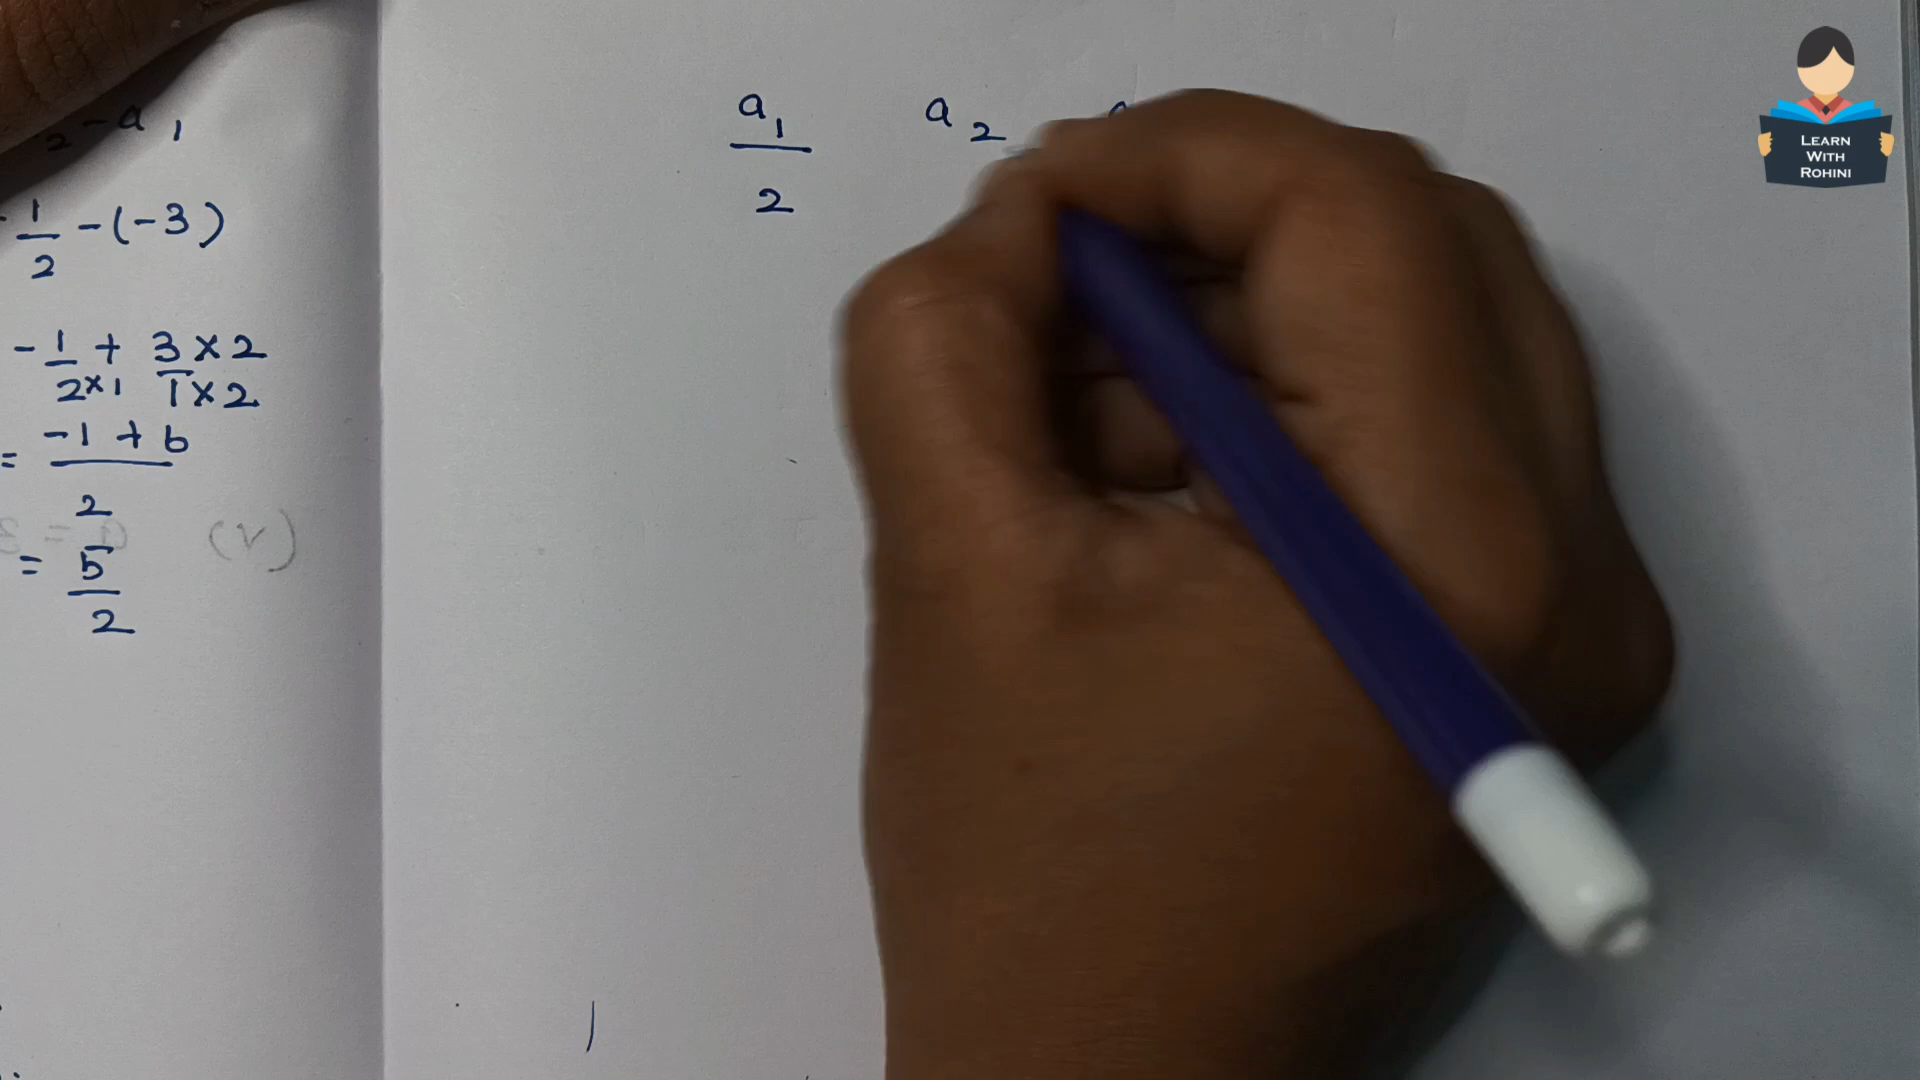 2 - a 1
- 1/2 - (-3)
- 1/2×1 + 3×2/1×2
= -1 + 6 / 2
= 5/2
(v)
a1 a2
2
LEARN
WITH
ROHINI